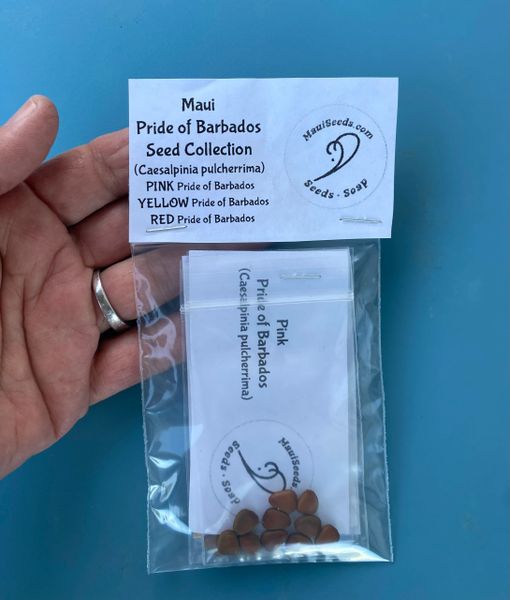 Maui
Pride of Barbados
Seed Collection
(Caesalpinia pulcherrima)
PINK Pride of Barbados
YELLOW Pride of Barbados
RED Pride of Barbados
MauiSeeds.com
Seeds - Soap
Pink
Pride of Barbados
(Caesalpinia pulcherrima)
MauiSeeds
Seeds - Soap